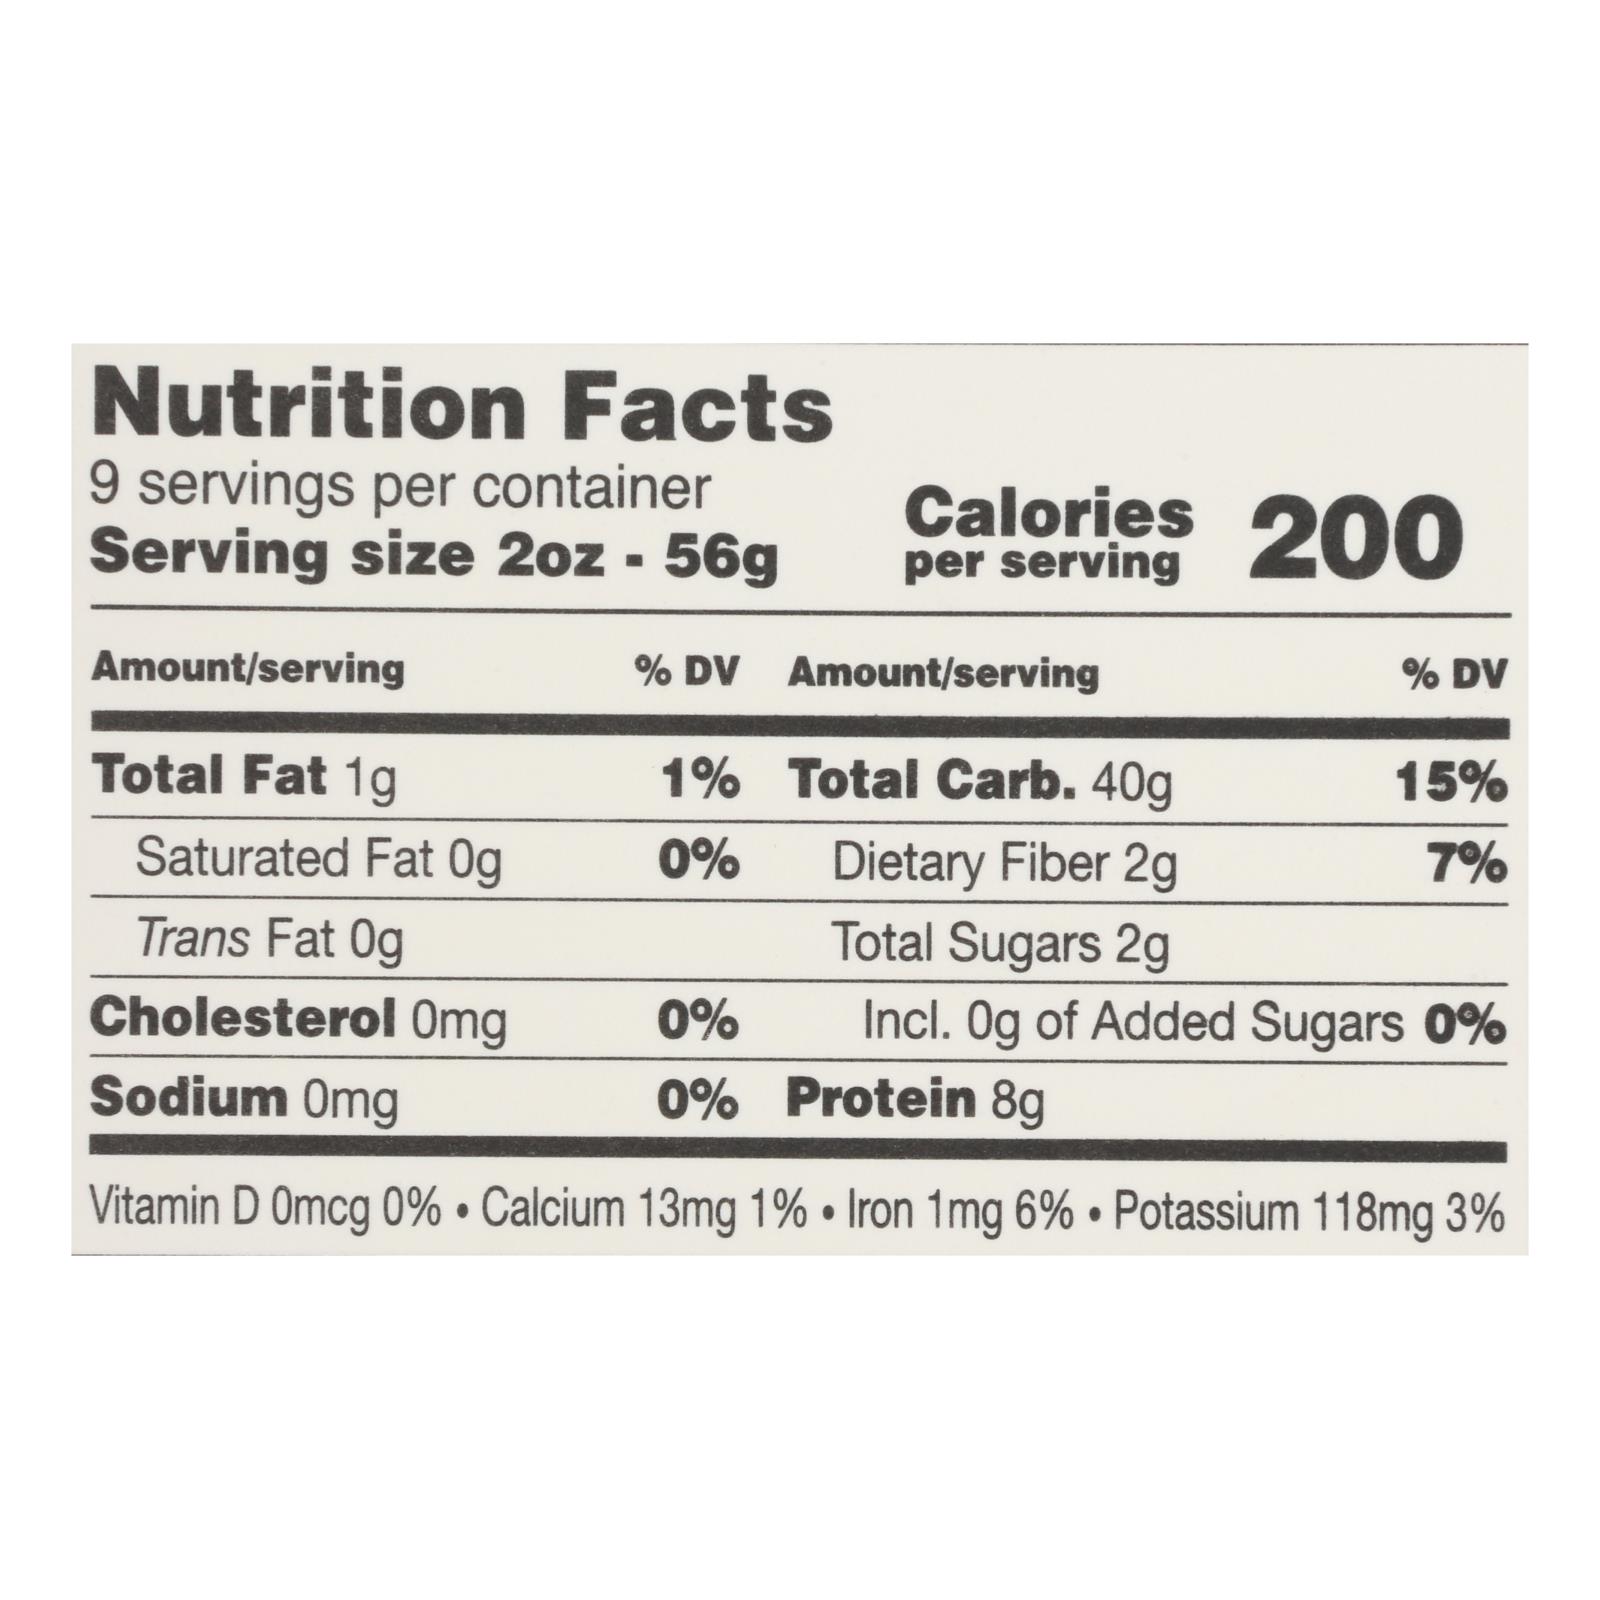 Nutrition Facts
9 servings per container
Serving size 2oz - 56g
Calories
per serving
200
Amount/serving % DV Amount/serving % DV
Total Fat 1g 1% Total Carb. 40g 15%
Saturated Fat 0g 0% Dietary Fiber 2g 7%
Trans Fat 0g Total Sugars 2g
Cholesterol 0mg 0% Incl. 0g of Added Sugars 0%
Sodium 0mg 0% Protein 8g
Vitamin D 0mcg 0% • Calcium 13mg 1% • Iron 1mg 6% • Potassium 118mg 3%